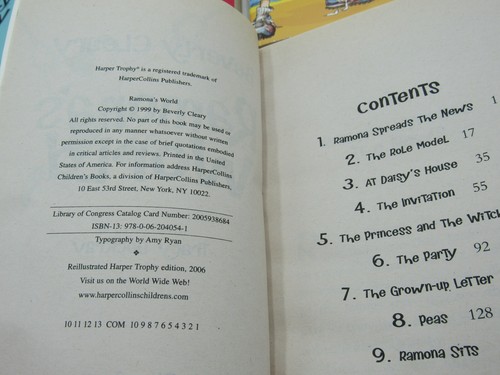 Harper Trophy® is a registered trademark of
HarperCollins Publishers.
Ramona's World
Copyright © 1999 by Beverly Cleary
All rights reserved. No part of this book may be used or
reproduced in any manner whatsoever without written
permission except in the case of brief quotations embodied
in critical articles and reviews. Printed in the United
States of America. For information address HarperCollins
Children's Books, a division of HarperCollins Publishers,
10 East 53rd Street, New York, NY 10022.
Library of Congress Catalog Card Number: 2005938684
ISBN-13: 978-0-06-204054-1
Typography by Amy Ryan
Reillustrated Harper Trophy edition, 2006
Visit us on the World Wide Web!
www.harpercollinschildrens.com
10 11 12 13 COM 10 9 8 7 6 5 4 3 2 1
Contents
1. Ramona Spreads The News 1
2. The Role Model 17
3. At Daisy's House 35
4. The Invitation 55
5. The Princess and The Witch
6. The Party 92
7. The Grown-up Letter
8. Peas 128
9. Ramona Sits